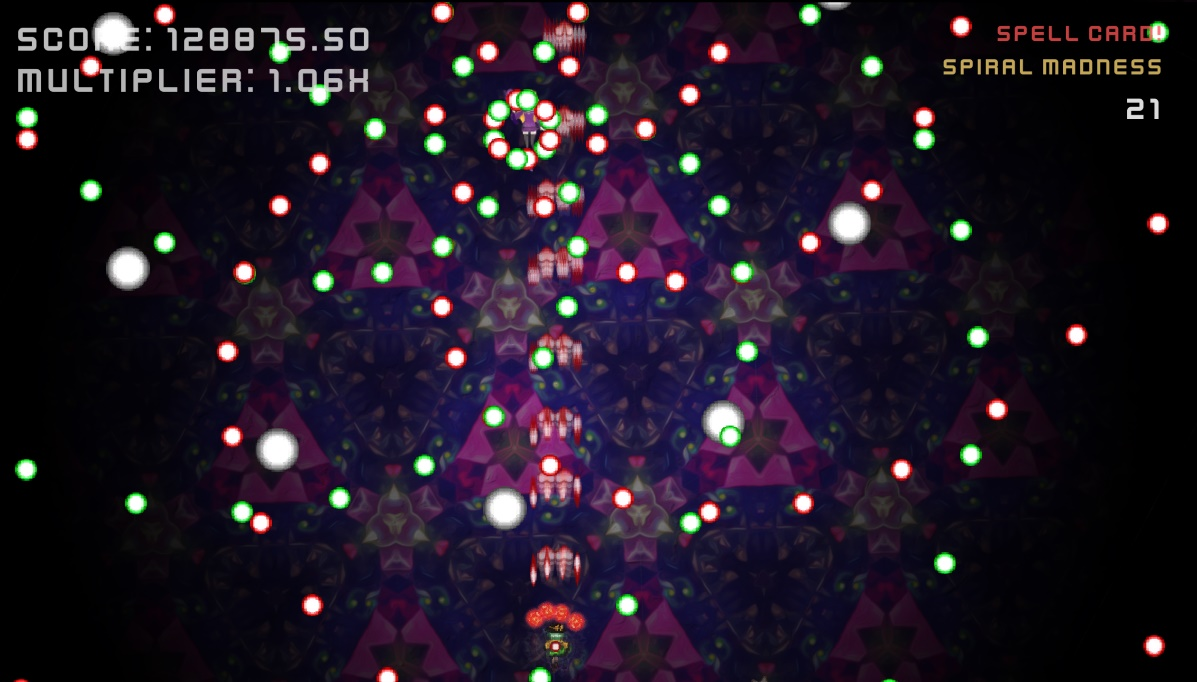 SCORE: 128875.50
MULTIPLIER: 1.06X
SPELL CARD!
SPIRAL MADNESS
21